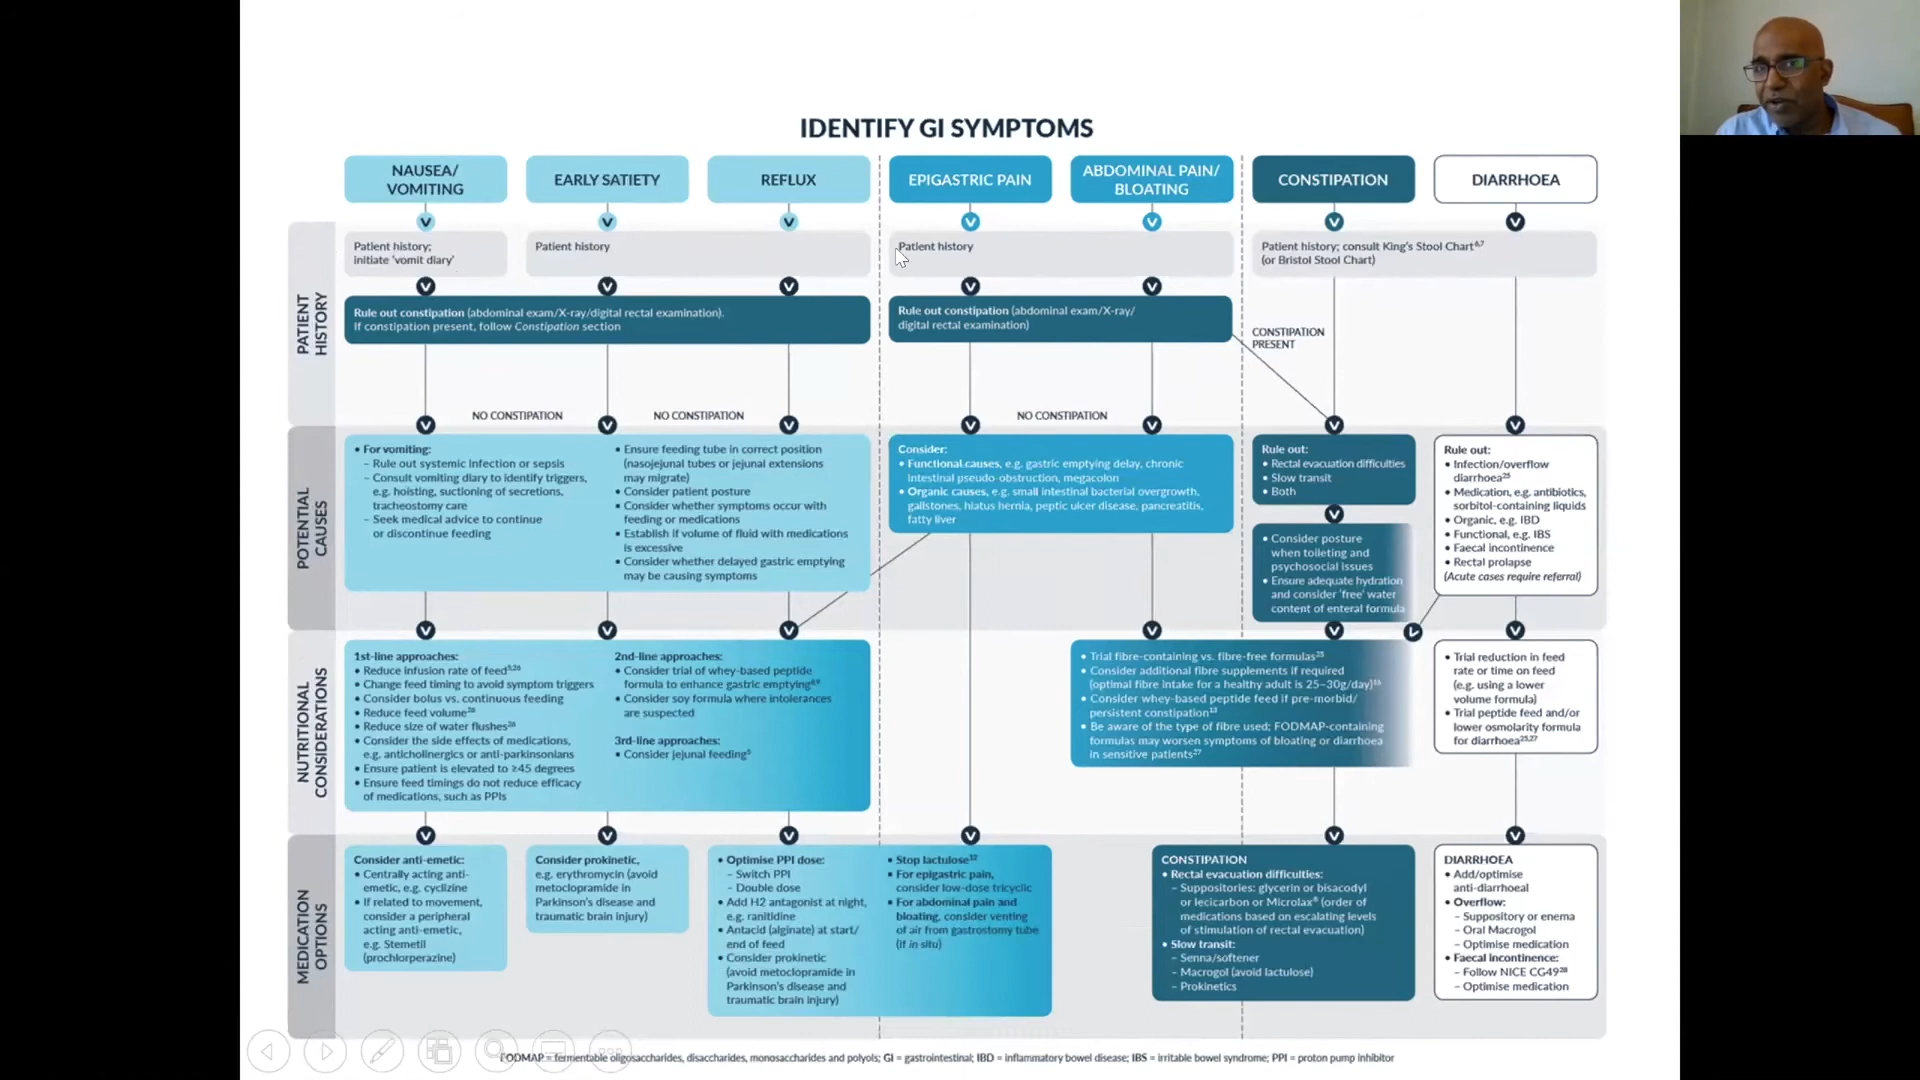 IDENTIFY GI SYMPTOMS
NAUSEA/
VOMITING
EARLY SATIETY
REFLUX
EPIGASTRIC PAIN
ABDOMINAL PAIN/
BLOATING
CONSTIPATION
DIARRHOEA
PATIENT
HISTORY
Patient history;
initiate ‘vomit diary’
Patient history
Patient history
Patient history; consult King’s Stool Chart6,7
(or Bristol Stool Chart)
Rule out constipation (abdominal exam/X-ray/digital rectal examination).
If constipation present, follow Constipation section
Rule out constipation (abdominal exam/X-ray/
digital rectal examination)
CONSTIPATION
PRESENT
NO CONSTIPATION
NO CONSTIPATION
NO CONSTIPATION
POTENTIAL
CAUSES
• For vomiting:
– Rule out systemic infection or sepsis
– Consult vomiting diary to identify triggers,
e.g. hoisting, suctioning of secretions,
tracheostomy care
– Seek medical advice to continue
or discontinue feeding
• Ensure feeding tube in correct position
(nasojejunal tubes or jejunal extensions
may migrate)
• Consider patient posture
• Consider whether symptoms occur with
feeding or medications
• Establish if volume of fluid with medications
is excessive
• Consider whether delayed gastric emptying
may be causing symptoms
Consider:
• Functional causes, e.g. gastric emptying delay, chronic
intestinal pseudo-obstruction, megacolon
• Organic causes, e.g. small intestinal bacterial overgrowth,
gallstones, hiatus hernia, peptic ulcer disease, pancreatitis,
fatty liver
Rule out:
• Rectal evacuation difficulties
• Slow transit
• Both
• Consider posture
when toileting and
psychosocial issues
• Ensure adequate hydration
and consider ‘free’ water
content of enteral formula
Rule out:
• Infection/overflow
diarrhoea25
• Medication, e.g. antibiotics,
sorbitol-containing liquids
• Organic, e.g. IBD
• Functional, e.g. IBS
• Faecal incontinence
• Rectal prolapse
(Acute cases require referral)
NUTRITIONAL
CONSIDERATIONS
1st-line approaches:
• Reduce infusion rate of feed5,26
• Change feed timing to avoid symptom triggers
• Consider bolus vs. continuous feeding
• Reduce feed volume26
• Reduce size of water flushes26
• Consider the side effects of medications,
e.g. anticholinergics or anti-parkinsonians
• Ensure patient is elevated to ≥45 degrees
• Ensure feed timings do not reduce efficacy
of medications, such as PPIs
2nd-line approaches:
• Consider trial of whey-based peptide
formula to enhance gastric emptying8,9
• Consider soy formula where intolerances
are suspected
3rd-line approaches:
• Consider jejunal feeding5
• Trial fibre-containing vs. fibre-free formulas25
• Consider additional fibre supplements if required
(optimal fibre intake for a healthy adult is 25–30g/day)16
• Consider whey-based peptide feed if pre-morbid/
persistent constipation13
• Be aware of the type of fibre used; FODMAP-containing
formulas may worsen symptoms of bloating or diarrhoea
in sensitive patients27
• Trial reduction in feed
rate or time on feed
(e.g. using a lower
volume formula)
• Trial peptide feed and/or
lower osmolarity formula
for diarrhoea25,27
MEDICATION
OPTIONS
Consider anti-emetic:
• Centrally acting anti-
emetic, e.g. cyclizine
• If related to movement,
consider a peripheral
acting anti-emetic,
e.g. Stemetil
(prochlorperazine)
Consider prokinetic,
e.g. erythromycin (avoid
metoclopramide in
Parkinson’s disease and
traumatic brain injury)
• Optimise PPI dose:
– Switch PPI
– Double dose
• Add H2 antagonist at night,
e.g. ranitidine
• Antacid (alginate) at start/
end of feed
• Consider prokinetic
(avoid metoclopramide in
Parkinson’s disease and
traumatic brain injury)
• Stop lactulose12
• For epigastric pain,
consider low-dose tricyclic
• For abdominal pain and
bloating, consider venting
of air from gastrostomy tube
(if in situ)
CONSTIPATION
• Rectal evacuation difficulties:
– Suppositories: glycerin or bisacodyl
or lecicarbon or Microlax® (order of
medications based on escalating levels
of stimulation of rectal evacuation)
• Slow transit:
– Senna/softener
– Macrogol (avoid lactulose)
– Prokinetics
DIARRHOEA
• Add/optimise
anti-diarrhoeal
• Overflow:
– Suppository or enema
– Oral Macrogol
– Optimise medication
• Faecal incontinence:
– Follow NICE CG4928
– Optimise medication
FODMAP = fermentable oligosaccharides, disaccharides, monosaccharides and polyols; GI = gastrointestinal; IBD = inflammatory bowel disease; IBS = irritable bowel syndrome; PPI = proton pump inhibitor